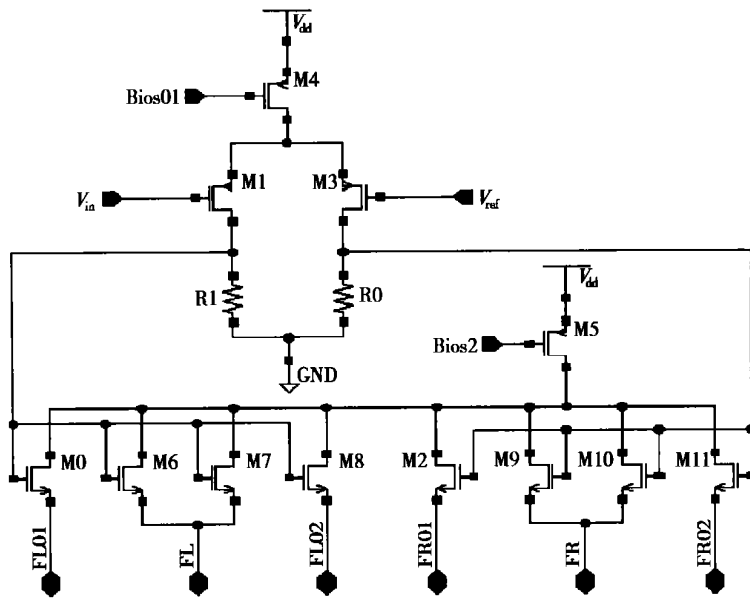 Vdd
M4
Bios01
M1 M3
Vin
Vref
R1 R0
Vdd
M5
Bios2
GND
M0 M6 M7 M8 M2 M9 M10 M11
FL01 FL FL02 FR01 FR FR02